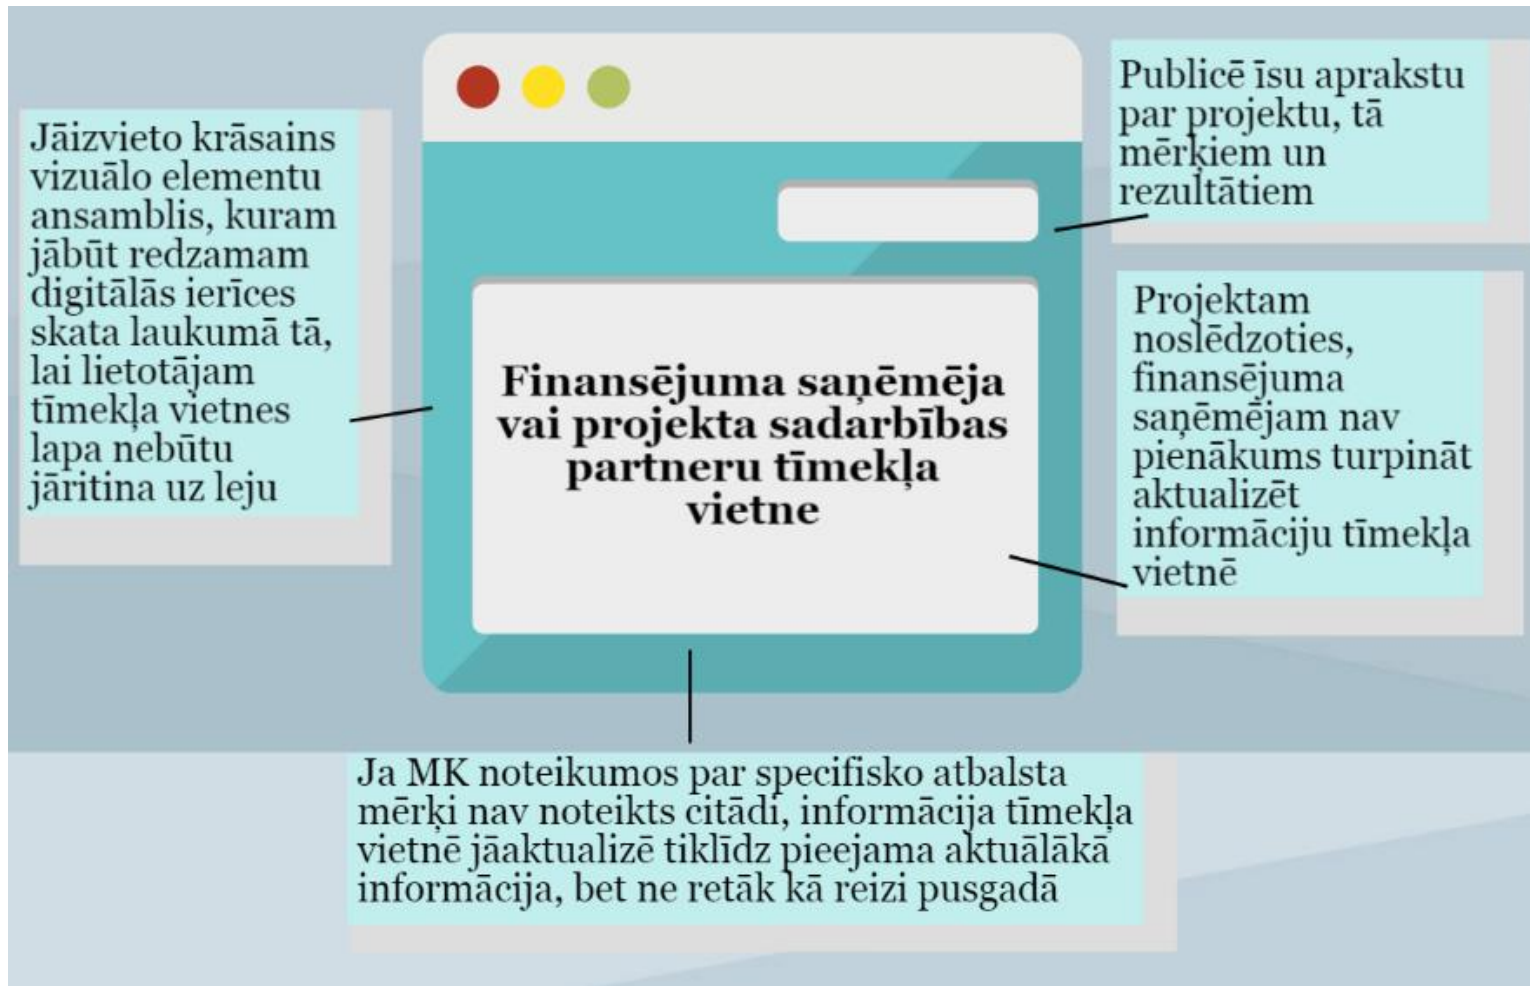 Jāizvieto krāsains
vizuālo elementu
ansamblis, kuram
jābūt redzamam
digitālās ierīces
skata laukumā tā,
lai lietotājam
tīmekļa vietnes
lapa nebūtu
jāritina uz leju
Finansējuma saņēmēja
vai projekta sadarbības
partneru tīmekļa
vietne
Publicē īsu aprakstu
par projektu, tā
mērķiem un
rezultātiem
Projektam
noslēdzoties,
finansējuma
saņēmējam nav
pienākums turpināt
aktualizēt
informāciju tīmekļa
vietnē
Ja MK noteikumos par specifisko atbalsta
mērķi nav noteikts citādi, informācija tīmekļa
vietnē jāaktualizē tiklīdz pieejama aktuālākā
informācija, bet ne retāk kā reizi pusgadā